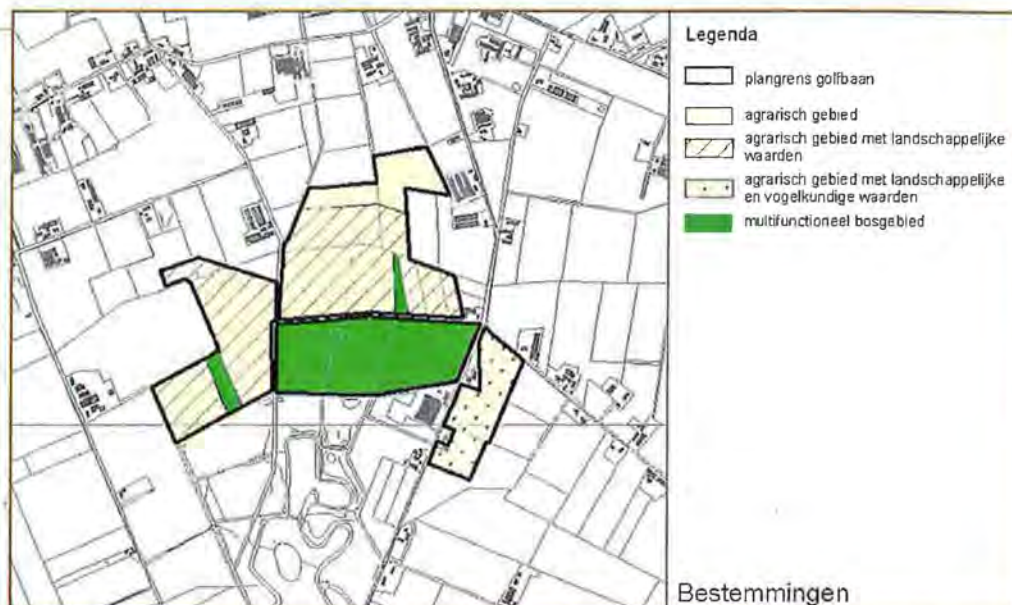 Legenda
plangrens golfbaan
agrarisch gebied
agrarisch gebied met landschappelijke
waarden
agrarisch gebied met landschappelijke
en vogelkundige waarden
multifunctioneel bosgebied
Bestemmingen